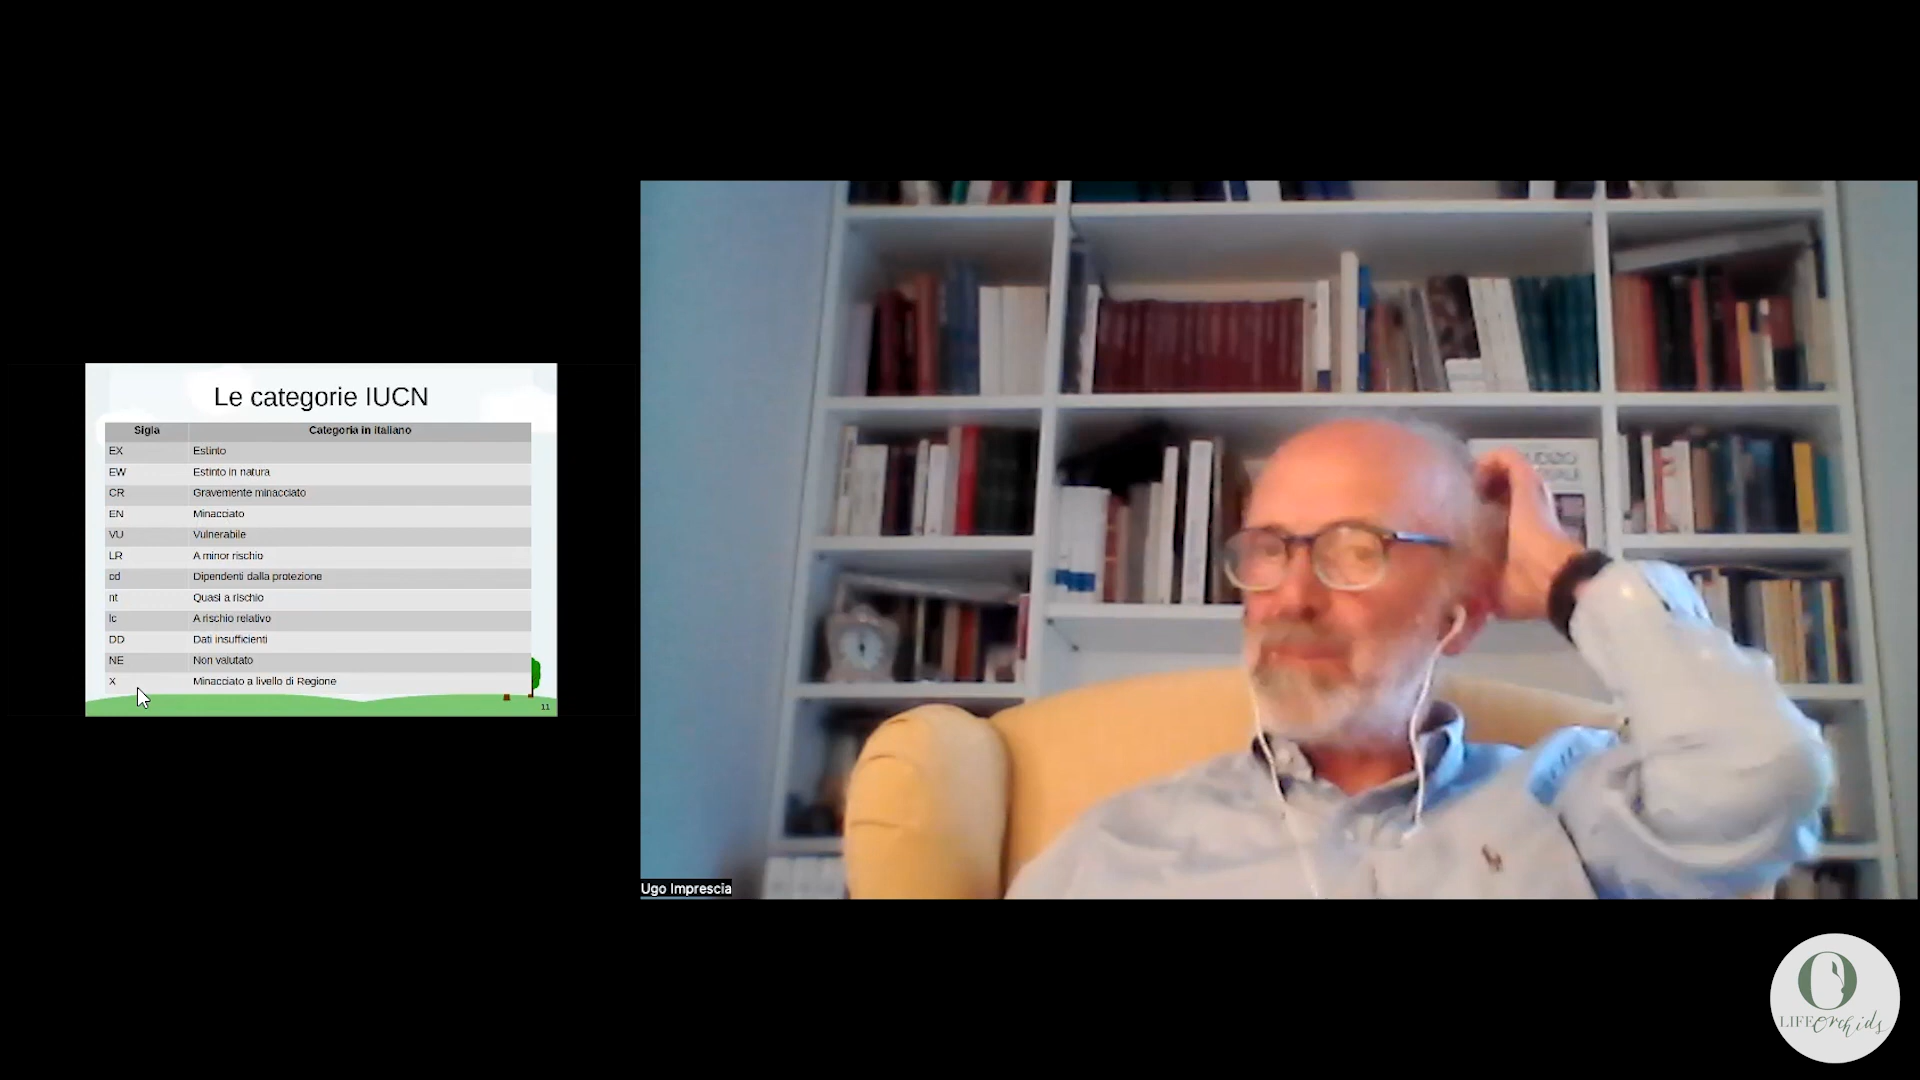 Le categorie IUCN
Sigla Categoria in italiano
EX Estinto
EW Estinto in natura
CR Gravemente minacciato
EN Minacciato
VU Vulnerabile
LR A minor rischio
cd Dipendenti dalla protezione
nt Quasi a rischio
lc A rischio relativo
DD Dati insufficienti
NE Non valutato
X Minacciato a livello di Regione
11
Ugo Imprescia
LIFE orchids